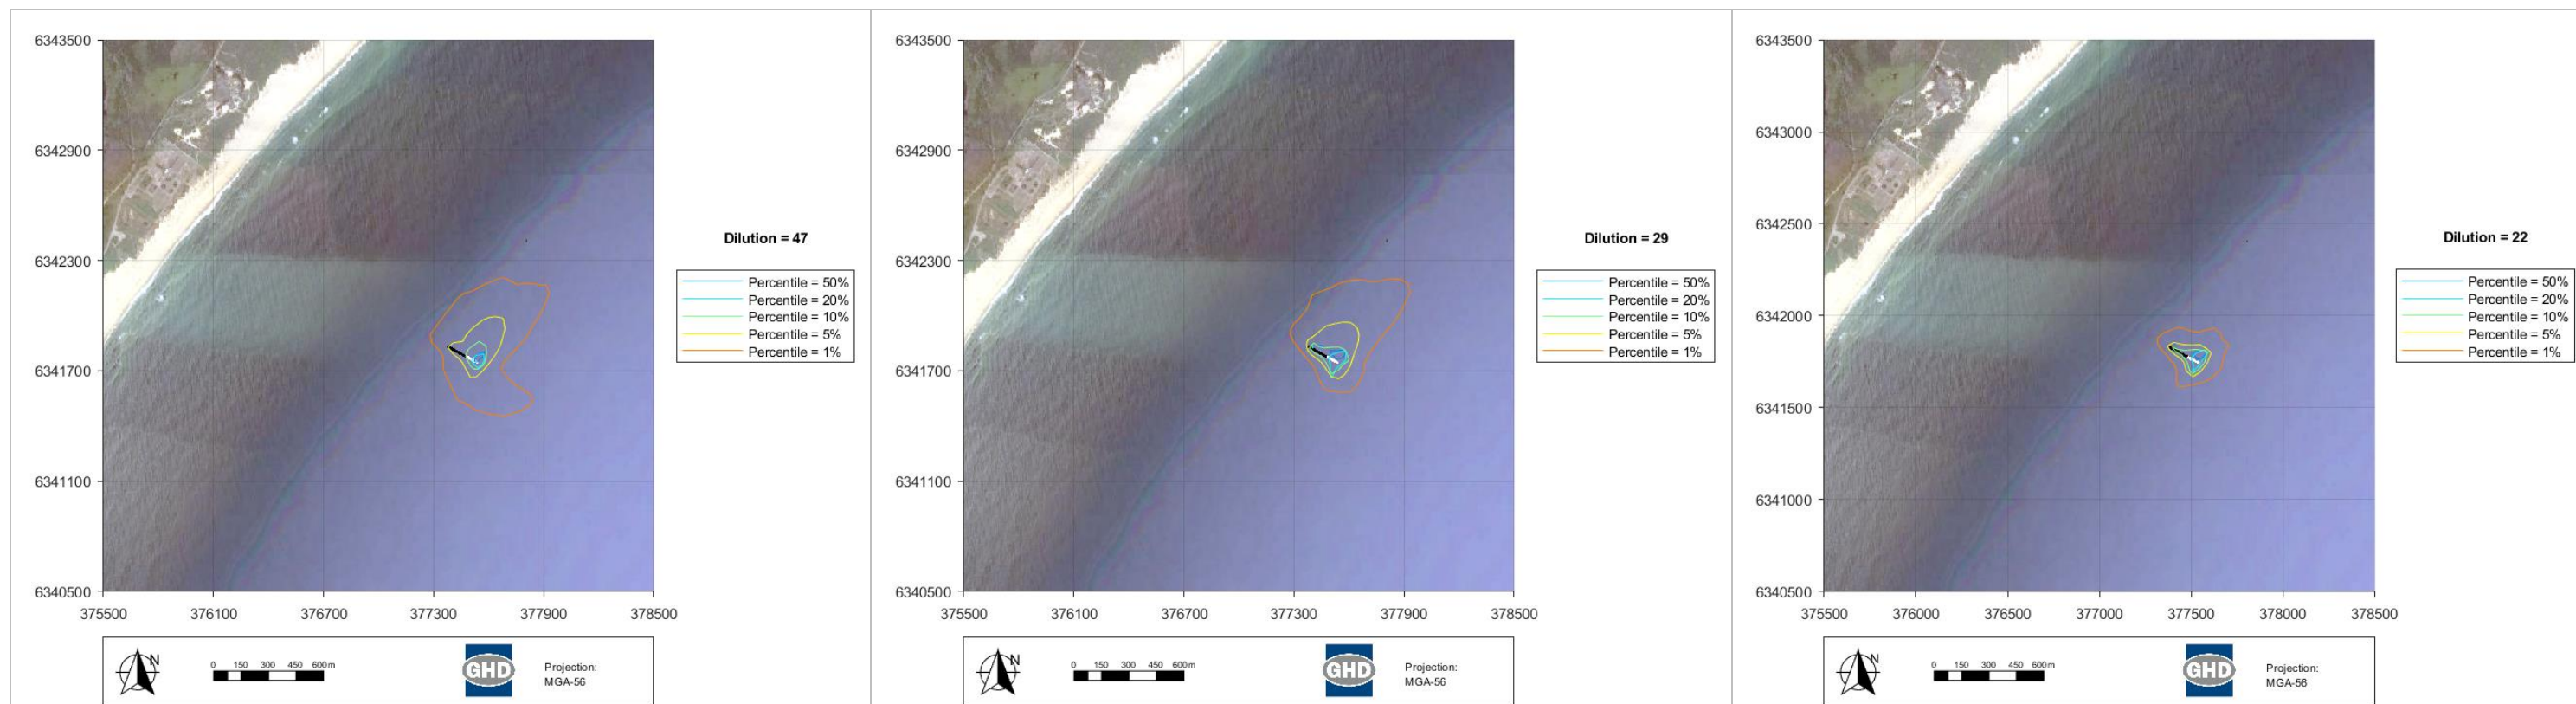 6343500
6342900
6342300
6341700
6341100
6340500
375500 376100 376700 377300 377900 378500
Dilution = 47
Percentile = 50%
Percentile = 20%
Percentile = 10%
Percentile = 5%
Percentile = 1%
N
0 150 300 450 600m
GHD
Projection:
MGA-56
6343500
6342900
6342300
6341700
6341100
6340500
375500 376100 376700 377300 377900 378500
Dilution = 29
Percentile = 50%
Percentile = 20%
Percentile = 10%
Percentile = 5%
Percentile = 1%
N
0 150 300 450 600m
GHD
Projection:
MGA-56
6343500
6343000
6342500
6342000
6341500
6341000
6340500
375500 376000 376500 377000 377500 378000 378500
Dilution = 22
Percentile = 50%
Percentile = 20%
Percentile = 10%
Percentile = 5%
Percentile = 1%
N
0 150 300 450 600m
GHD
Projection:
MGA-56